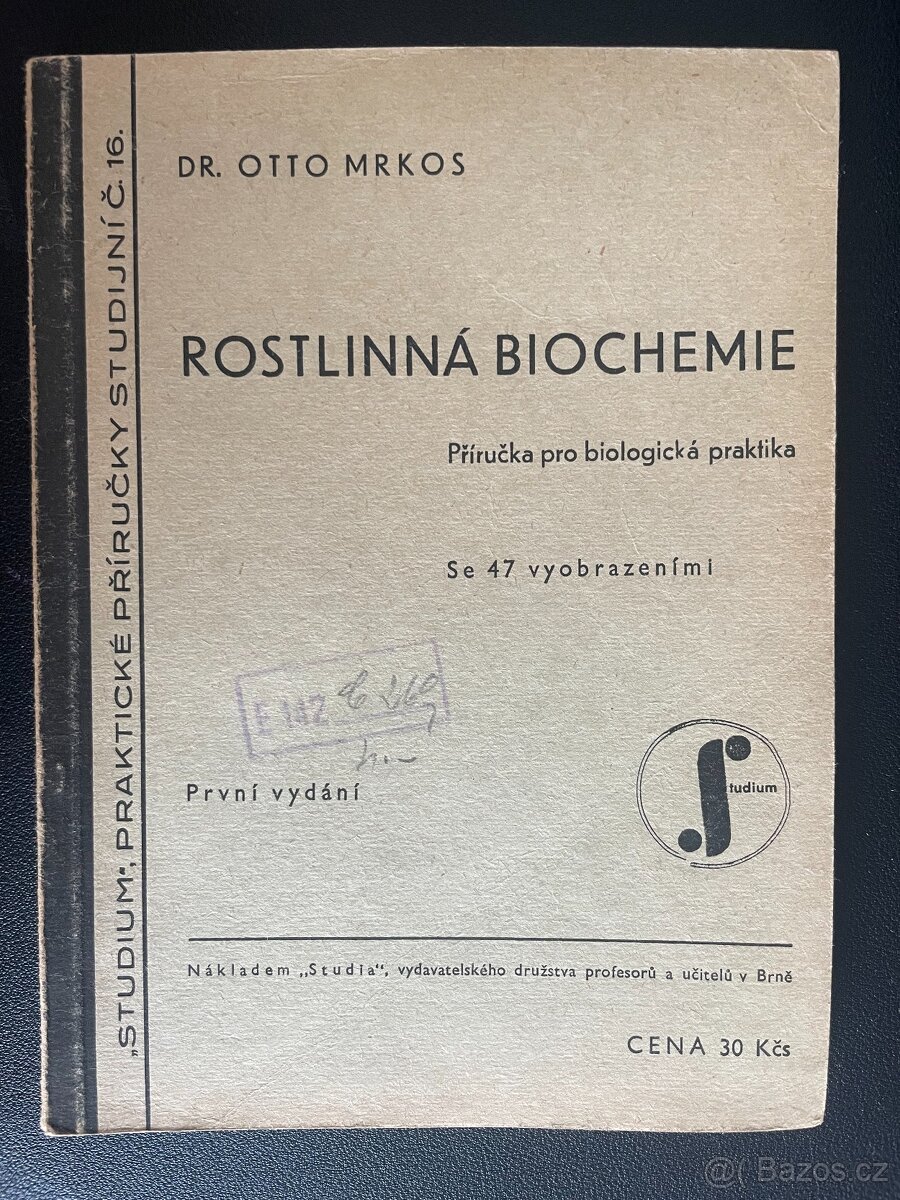 „STUDIUM“, PRAKTICKÉ PŘÍRUČKY STUDIJNÍ Č. 16.
DR. OTTO MRKOS
ROSTLINNÁ BIOCHEMIE
Příručka pro biologická praktika
Se 47 vyobrazeními
E 142
První vydání
Studium
Nákladem „Studia“, vydavatelského družstva profesorů a učitelů v Brně
CENA 30 Kčs
@( Bazos.cz